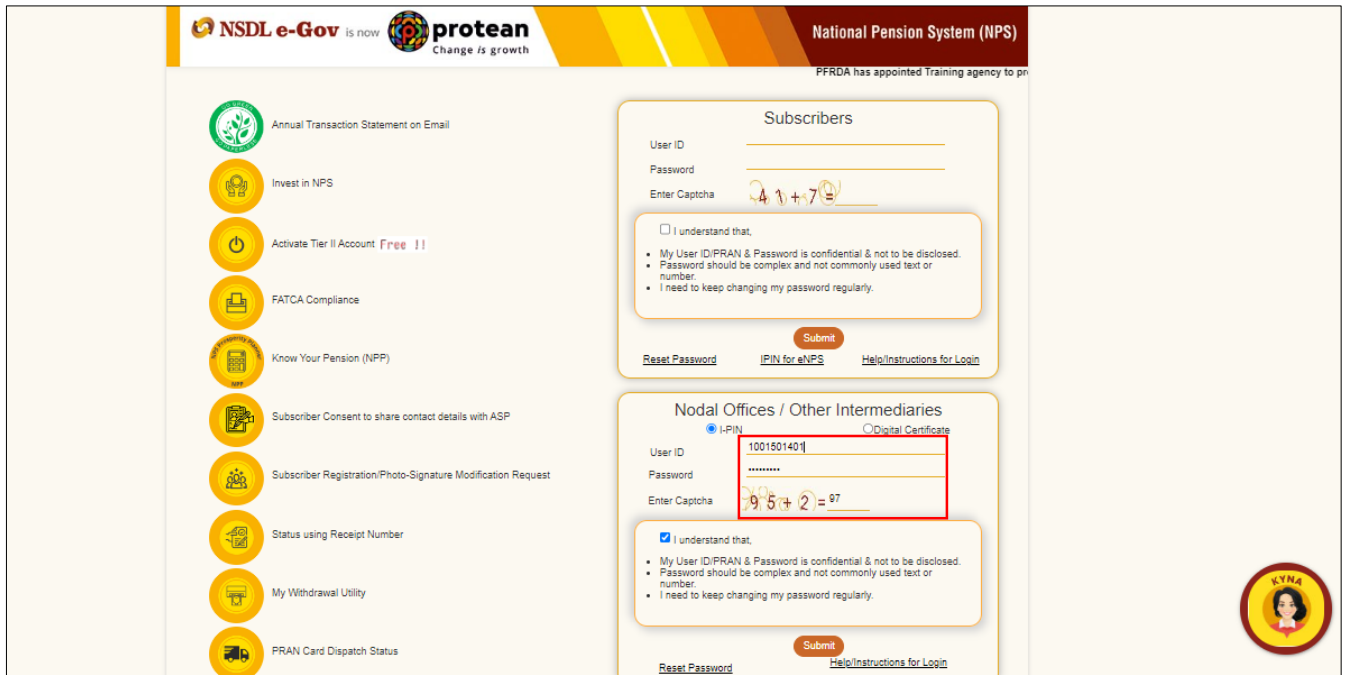 NSDL e-Gov is now protean
Change is growth
National Pension System (NPS)
PFRDA has appointed Training agency to pr
Annual Transaction Statement on Email
Invest in NPS
Activate Tier II Account Free !!
FATCA Compliance
NPS Prosperity Planner
NPP
Know Your Pension (NPP)
Subscriber Consent to share contact details with ASP
Subscriber Registration/Photo-Signature Modification Request
Status using Receipt Number
My Withdrawal Utility
PRAN Card Dispatch Status
Subscribers
User ID
Password
Enter Captcha 41+7=
I understand that,
• My User ID/PRAN & Password is confidential & not to be disclosed.
• Password should be complex and not commonly used text or
number.
• I need to keep changing my password regularly.
Submit
Reset Password IPIN for eNPS Help/Instructions for Login
Nodal Offices / Other Intermediaries
I-PIN Digital Certificate
User ID 1001501401
Password ·········
Enter Captcha 95+2= 97
I understand that,
• My User ID/PRAN & Password is confidential & not to be disclosed.
• Password should be complex and not commonly used text or
number.
• I need to keep changing my password regularly.
Submit
Reset Password Help/Instructions for Login
KYNA